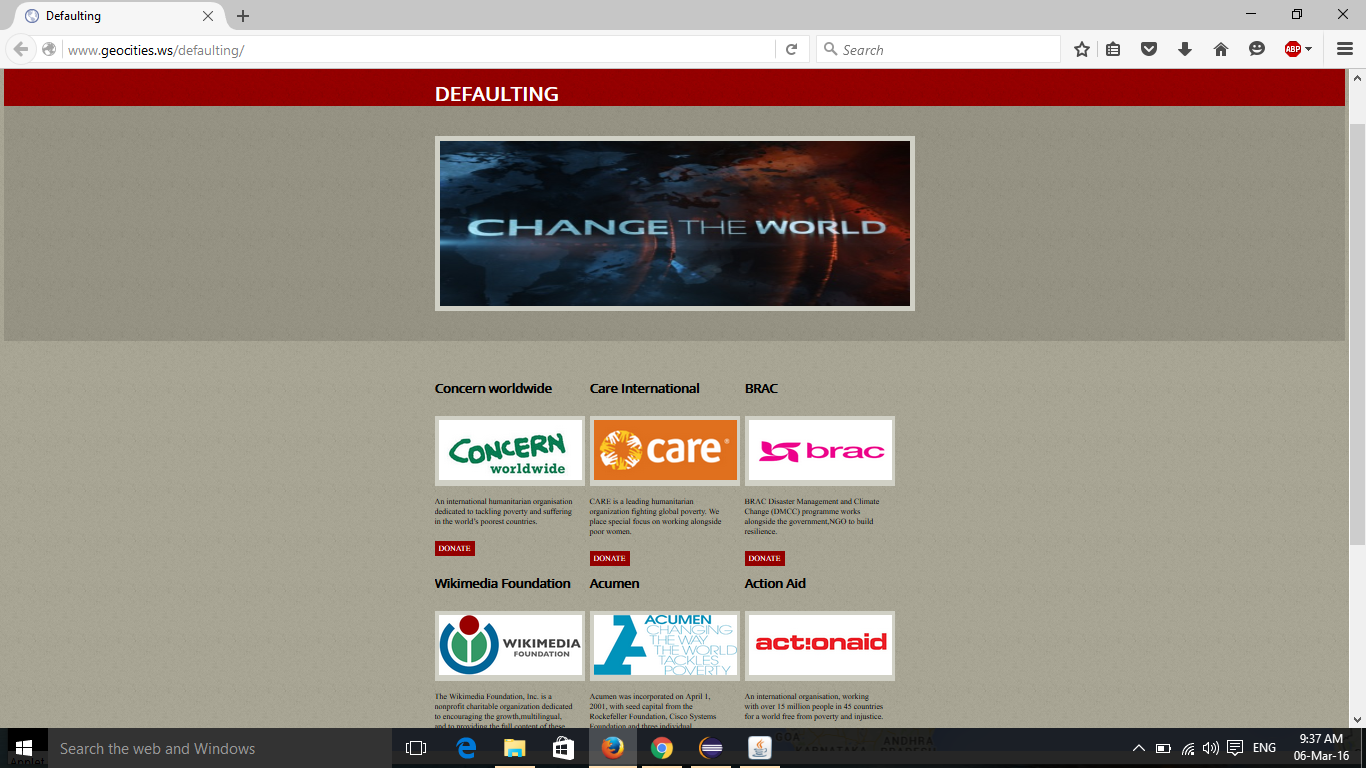 Defaulting
www.geocities.ws/defaulting/
Search
ABP
DEFAULTING
CHANGE THE WORLD
Concern worldwide
Care International
BRAC
CONCERN
worldwide
care®
brac
An international humanitarian organisation
dedicated to tackling poverty and suffering
in the world's poorest countries.
DONATE
CARE is a leading humanitarian
organization fighting global poverty. We
place special focus on working alongside
poor women.
DONATE
BRAC Disaster Management and Climate
Change (DMCC) programme works
alongside the government,NGO to build
resilience.
DONATE
Wikimedia Foundation
Acumen
Action Aid
WIKIMEDIA
FOUNDATION
ACUMEN
CHANGING
THE WAY
THE WORLD
TACKLES
POVERTY
act!onaid
The Wikimedia Foundation, Inc. is a
nonprofit charitable organization dedicated
to encouraging the growth,multilingual,
and to providing the full content of these
Acumen was incorporated on April 1,
2001, with seed capital from the
Rockefeller Foundation, Cisco Systems
Foundation and three individual
An international organisation, working
with over 15 million people in 45 countries
for a world free from poverty and injustice.
Search the web and Windows
KARNATAKA
ANDHRA
PRADESH
ENG
9:37 AM
06-Mar-16
Applet